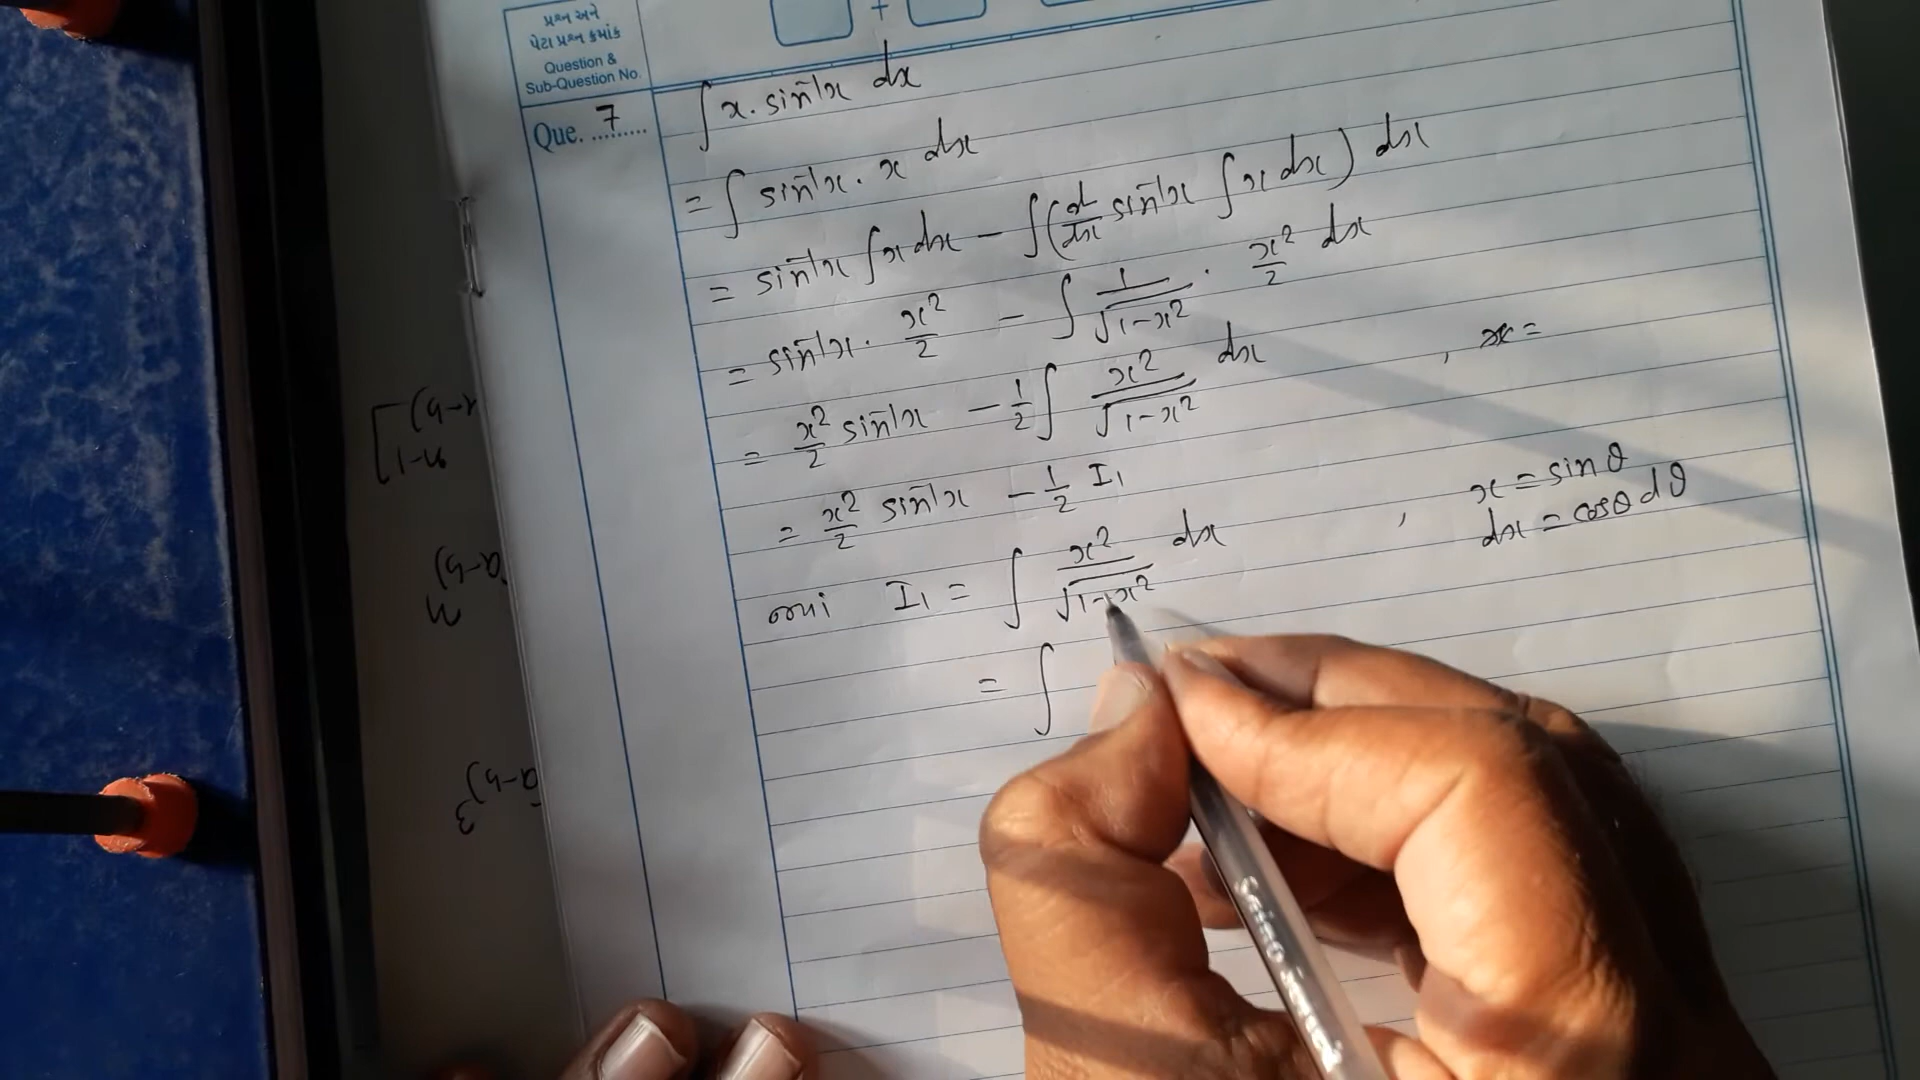 પ્રશ્ન અને
પેટા પ્રશ્ન ક્રમાંક
Question &
Sub-Question No.
+
Que. 7 ∫ x. sin⁻¹x dx
= ∫ sin⁻¹x. x dx
= sin⁻¹x ∫x dx − ∫(d/dx sin⁻¹x ∫x dx) dx
= sin⁻¹x. x²/2 − ∫ 1/√1−x² . x²/2 dx
= x²/2 sin⁻¹x − 1/2 ∫ x²/√1−x² dx , x =
= x²/2 sin⁻¹x − 1/2 I₁
I₁ = ∫ x²/√1−x² dx , x = sinθ
dx = cosθ dθ
= ∫